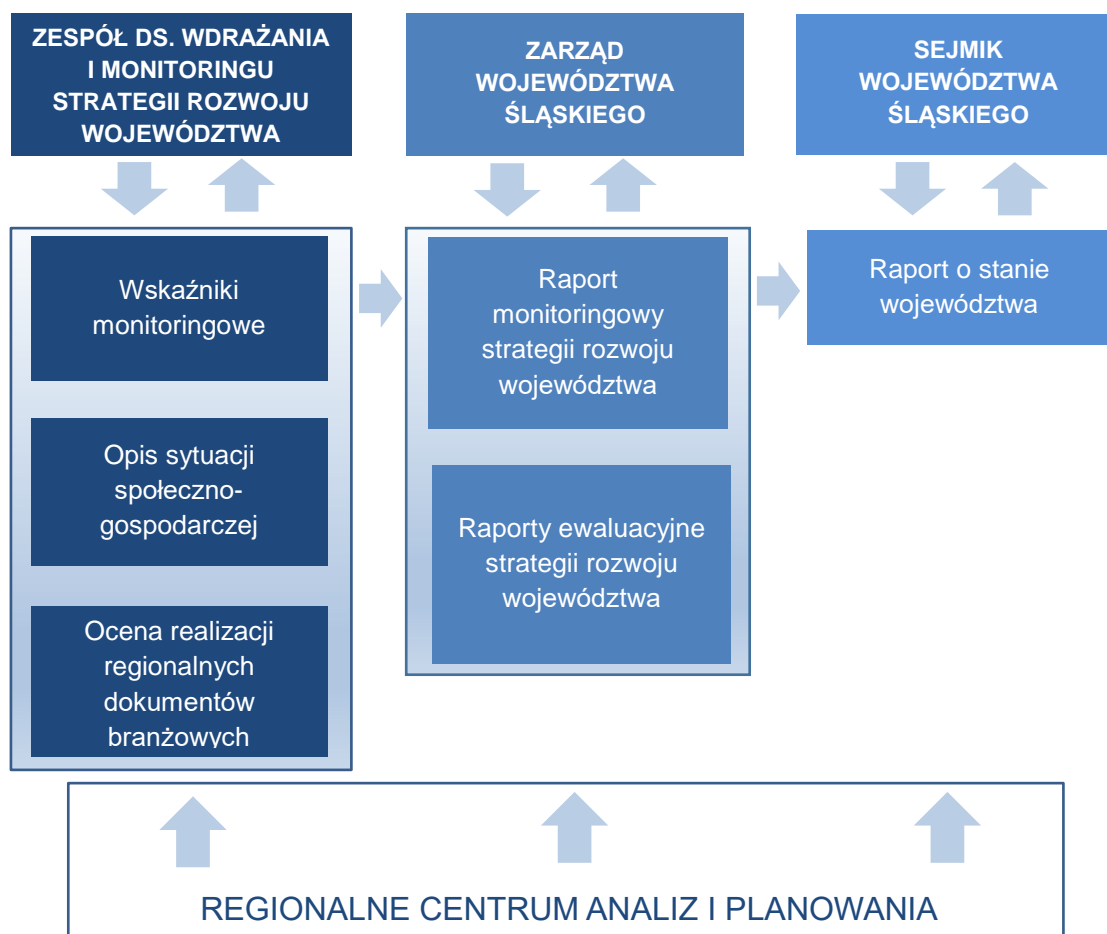 ZESPÓŁ DS. WDRAŻANIA
I MONITORINGU
STRATEGII ROZWOJU
WOJEWÓDZTWA
ZARZĄD
WOJEWÓDZTWA
ŚLĄSKIEGO
SEJMIK
WOJEWÓDZTWA
ŚLĄSKIEGO
Wskaźniki
monitoringowe
Opis sytuacji
społeczno-
gospodarczej
Ocena realizacji
regionalnych
dokumentów
branżowych
Raport
monitoringowy
strategii rozwoju
województwa
Raporty ewaluacyjne
strategii rozwoju
województwa
Raport o stanie
województwa
REGIONALNE CENTRUM ANALIZ I PLANOWANIA